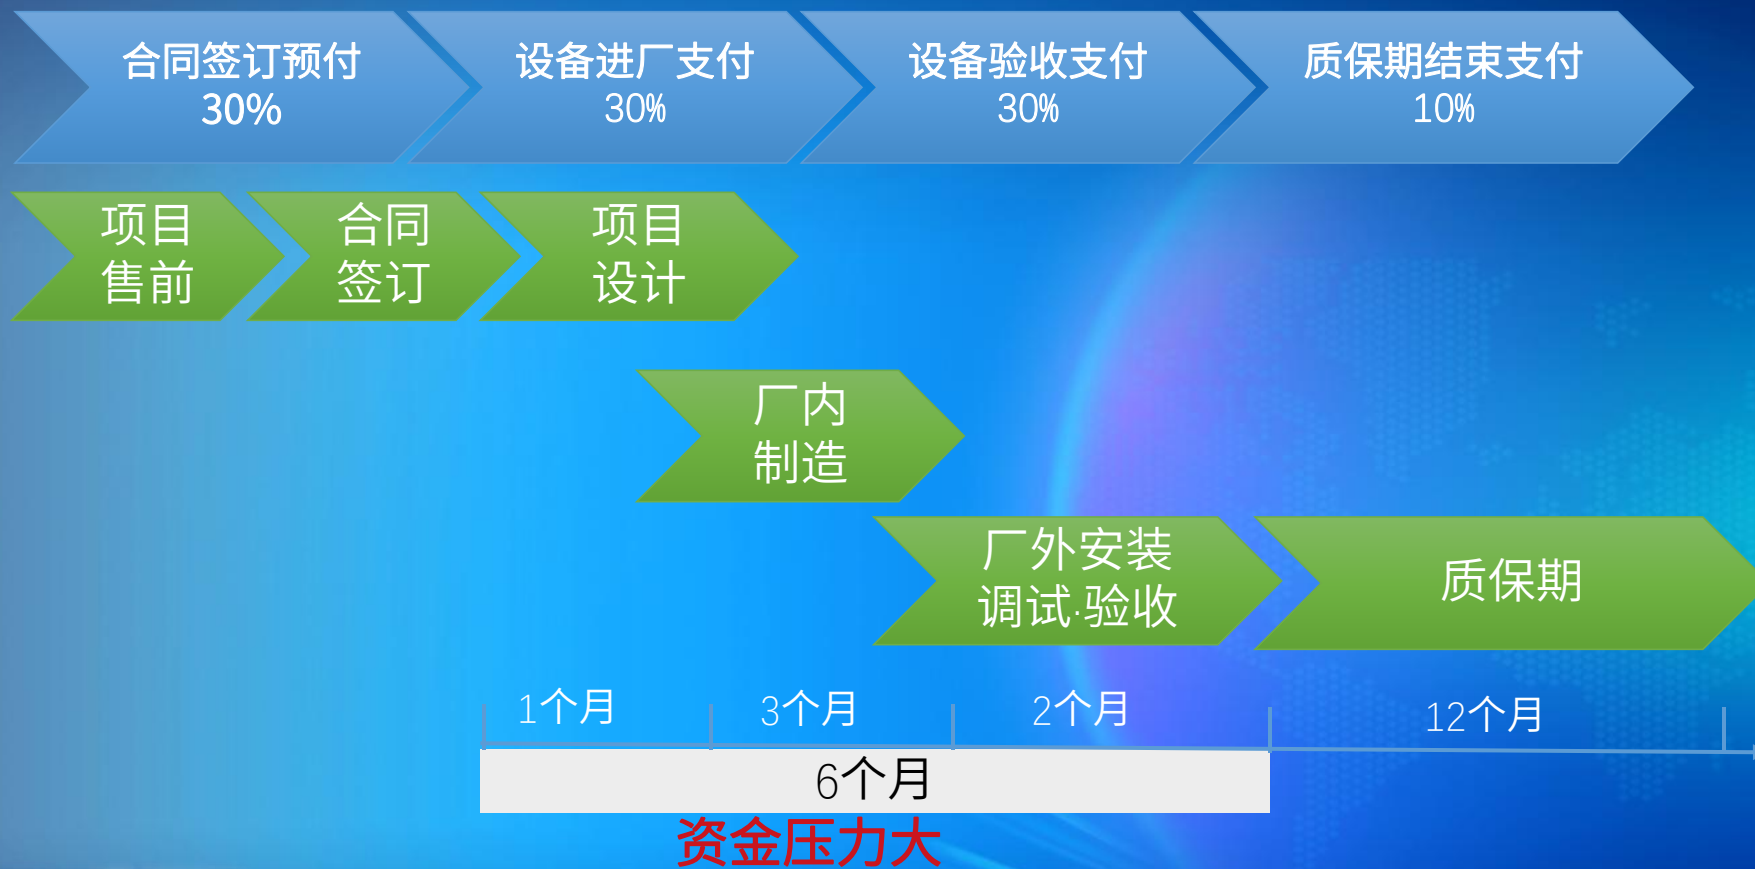 合同签订预付
30%
设备进厂支付
30%
设备验收支付
30%
质保期结束支付
10%
项目
售前
合同
签订
项目
设计
厂内
制造
厂外安装
调试·验收
质保期
1个月
3个月
2个月
12个月
6个月
资金压力大